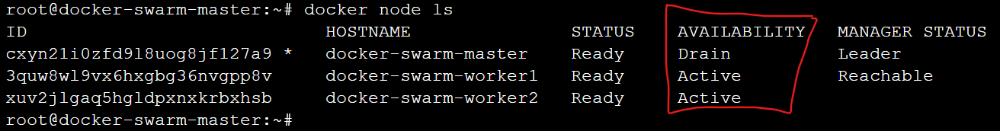 root@docker-swarm-master:~# docker node ls
ID HOSTNAME STATUS AVAILABILITY MANAGER STATUS
cxyn21i0zfd9l8uog8jf127a9 * docker-swarm-master Ready Drain Leader
3quw8wl9vx6hxgbg36nvgpp8v docker-swarm-worker1 Ready Active Reachable
xuv2jlgaq5hgldpxnxkrbxhsb docker-swarm-worker2 Ready Active
root@docker-swarm-master:~#